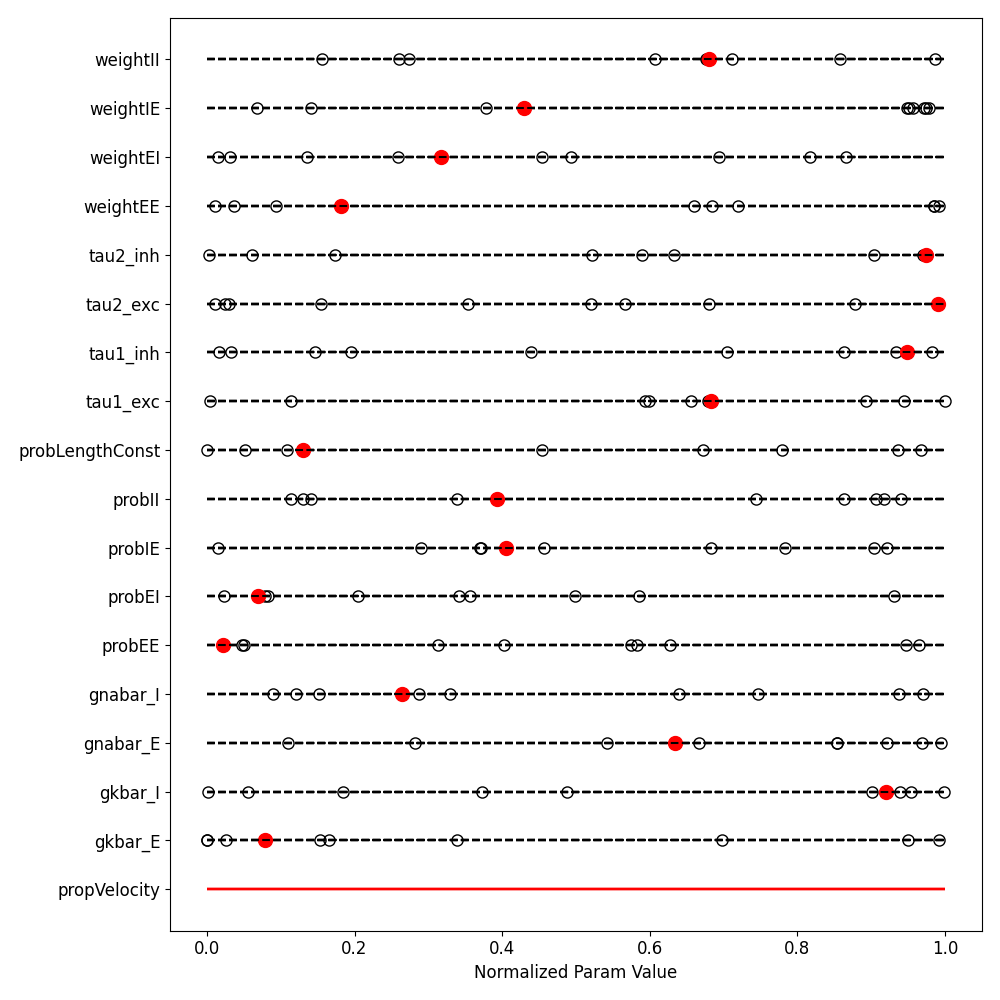 weightII
weightIE
weightEI
weightEE
tau2_inh
tau2_exc
tau1_inh
tau1_exc
probLengthConst
probII
probIE
probEI
probEE
gnabar_I
gnabar_E
gkbar_I
gkbar_E
propVelocity
0.0 0.2 0.4 0.6 0.8 1.0
Normalized Param Value